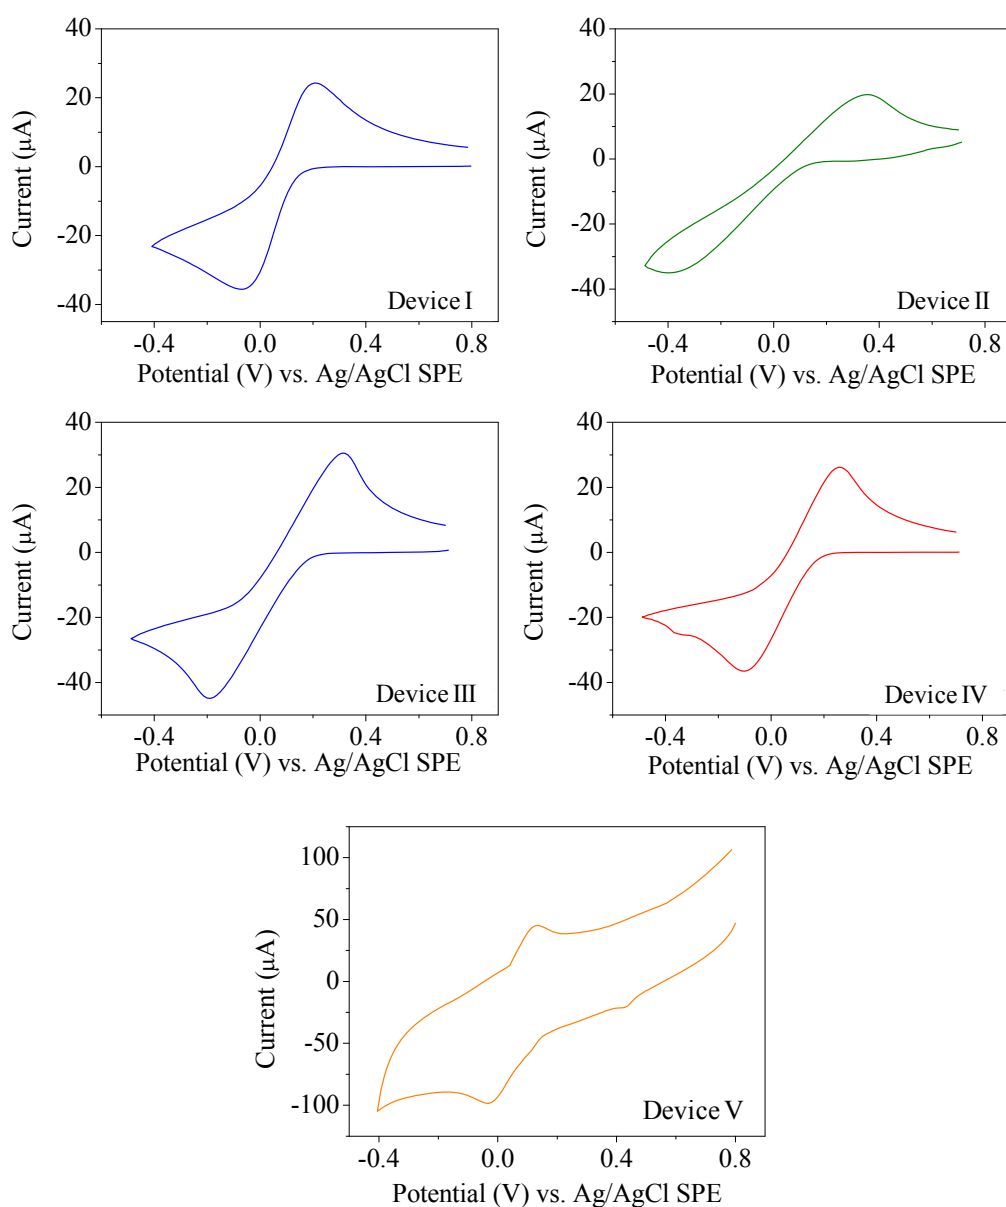 40
20
0
-20
-40
Current (µA)
Device I
-0.4 0.0 0.4 0.8
Potential (V) vs. Ag/AgCl SPE
40
20
0
-20
-40
Current (µA)
Device II
-0.4 0.0 0.4 0.8
Potential (V) vs. Ag/AgCl SPE
40
20
0
-20
-40
Current (µA)
Device III
-0.4 0.0 0.4 0.8
Potential (V) vs. Ag/AgCl SPE
40
20
0
-20
-40
Current (µA)
Device IV
-0.4 0.0 0.4 0.8
Potential (V) vs. Ag/AgCl SPE
100
50
0
-50
-100
Current (µA)
Device V
-0.4 0.0 0.4 0.8
Potential (V) vs. Ag/AgCl SPE